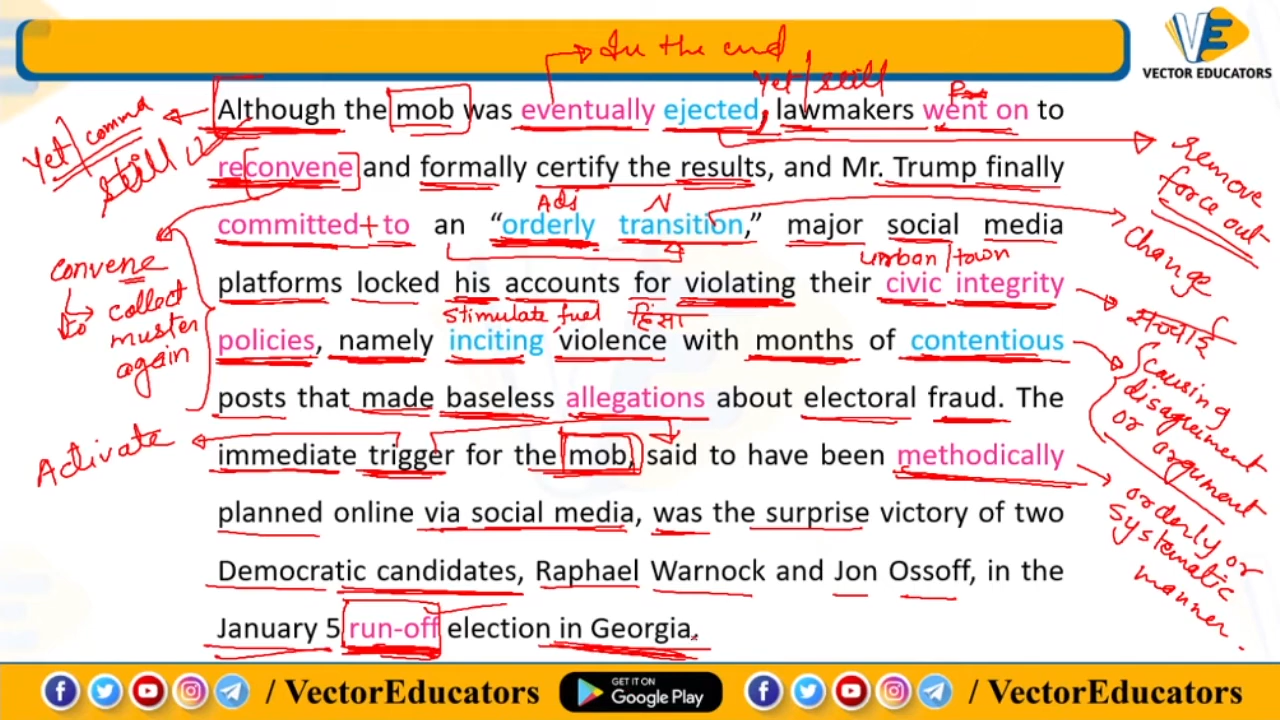 In the end
VECTOR EDUCATORS
Yet / still
Past
Although the mob was eventually ejected, lawmakers went on to
Yet / comma
still
remove
force out
reconvene and formally certify the results, and Mr. Trump finally
Adj N
committed+ to an “orderly transition,” major social media
change
urban / town
convene
to collect
muster
again
platforms locked his accounts for violating their civic integrity
stimulate fuel हिंसा
policies, namely inciting violence with months of contentious
causing
disagreement
or argument
posts that made baseless allegations about electoral fraud. The
Activate
immediate trigger for the mob, said to have been methodically
orderly or
systematic
manner.
planned online via social media, was the surprise victory of two
Democratic candidates, Raphael Warnock and Jon Ossoff, in the
January 5 run-off election in Georgia.
/ VectorEducators
GET IT ON
Google Play
/ VectorEducators